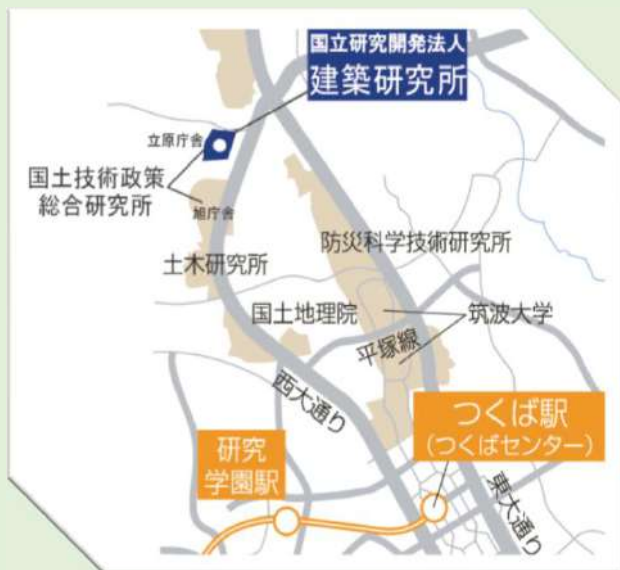 国立研究開発法人
建築研究所
立原庁舎
国土技術政策
総合研究所
旭庁舎
土木研究所
防災科学技術研究所
国土地理院
筑波大学
平塚線
西大通り
つくば駅
(つくばセンター)
研究
学園駅
東大通り